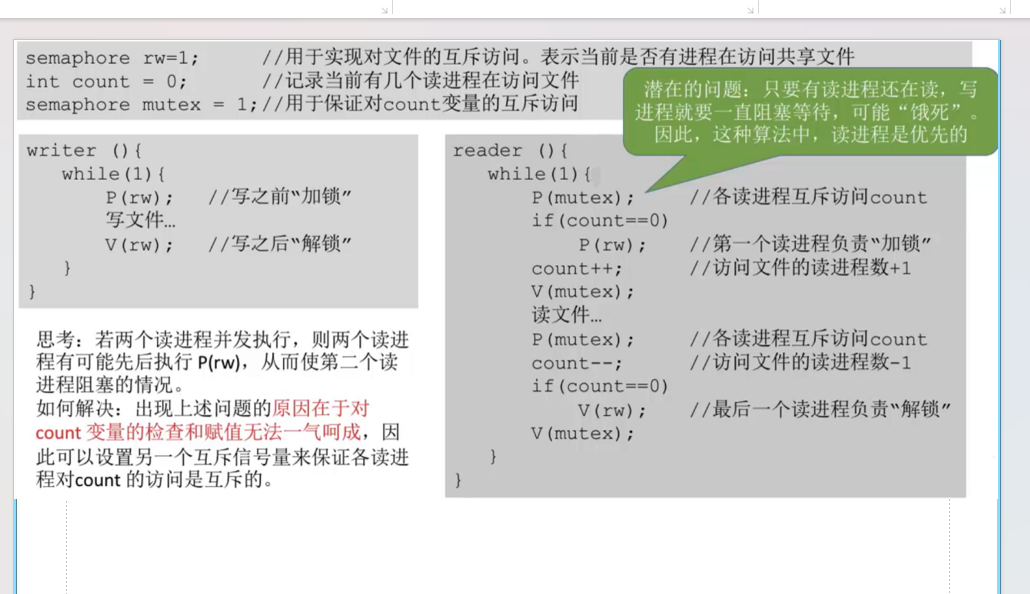 semaphore rw=1; //用于实现对文件的互斥访问。表示当前是否有进程在访问共享文件
int count = 0; //记录当前有几个读进程在访问文件
semaphore mutex = 1;//用于保证对count变量的互斥访问
潜在的问题：只要有读进程还在读，写
进程就要一直阻塞等待，可能“饿死”。
因此，这种算法中，读进程是优先的
writer (){
while(1){
P(rw); //写之前“加锁”
写文件…
V(rw); //写之后“解锁”
}
}
思考：若两个读进程并发执行，则两个读进
程有可能先后执行 P(rw)，从而使第二个读
进程阻塞的情况。
如何解决：出现上述问题的原因在于对
count 变量的检查和赋值无法一气呵成，因
此可以设置另一个互斥信号量来保证各读进
程对count 的访问是互斥的。
reader (){
while(1){
P(mutex); //各读进程互斥访问count
if(count==0)
P(rw); //第一个读进程负责“加锁”
count++; //访问文件的读进程数+1
V(mutex);
读文件…
P(mutex); //各读进程互斥访问count
count--; //访问文件的读进程数-1
if(count==0)
V(rw); //最后一个读进程负责“解锁”
V(mutex);
}
}